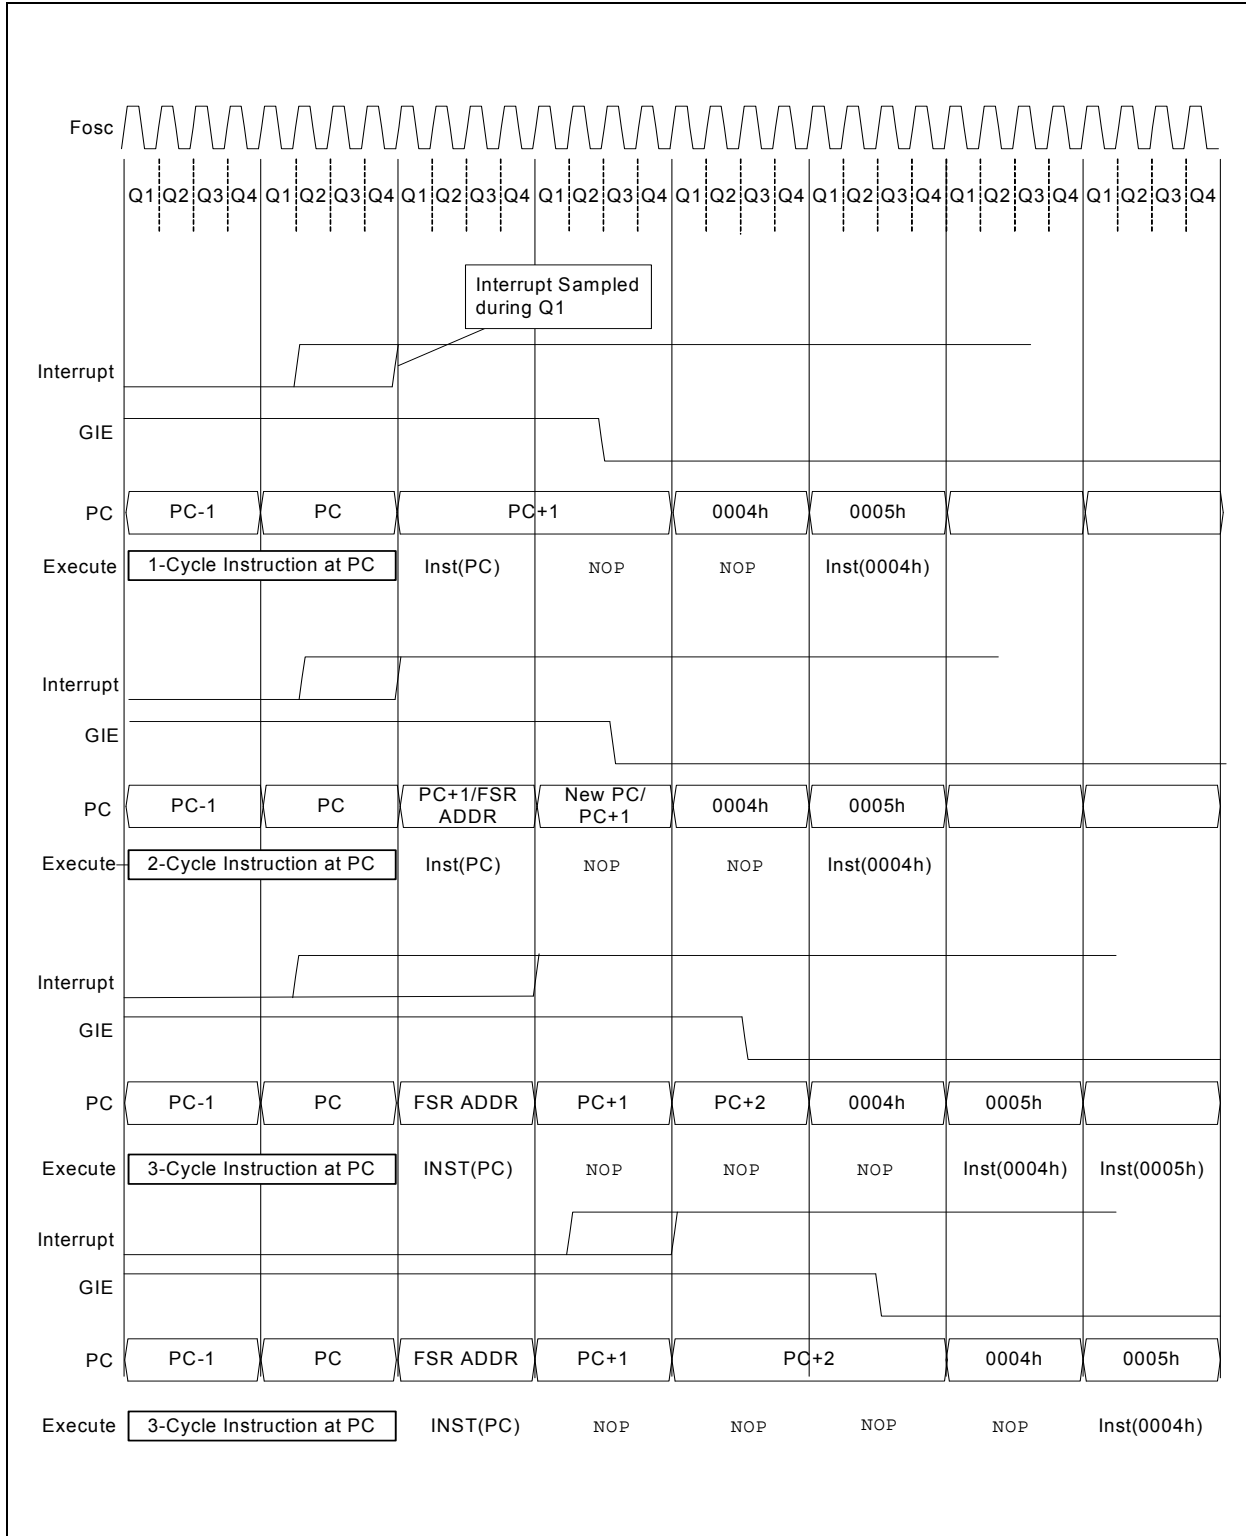 Fosc
Q1 Q2 Q3 Q4 Q1 Q2 Q3 Q4 Q1 Q2 Q3 Q4 Q1 Q2 Q3 Q4 Q1 Q2 Q3 Q4 Q1 Q2 Q3 Q4 Q1 Q2 Q3 Q4 Q1 Q2 Q3 Q4
Interrupt Sampled
during Q1
Interrupt
GIE
PC PC-1 PC PC+1 0004h 0005h
Execute 1-Cycle Instruction at PC Inst(PC) NOP NOP Inst(0004h)
Interrupt
GIE
PC PC-1 PC PC+1/FSR ADDR New PC/ PC+1 0004h 0005h
Execute 2-Cycle Instruction at PC Inst(PC) NOP NOP Inst(0004h)
Interrupt
GIE
PC PC-1 PC FSR ADDR PC+1 PC+2 0004h 0005h
Execute 3-Cycle Instruction at PC INST(PC) NOP NOP NOP Inst(0004h) Inst(0005h)
Interrupt
GIE
PC PC-1 PC FSR ADDR PC+1 PC+2 0004h 0005h
Execute 3-Cycle Instruction at PC INST(PC) NOP NOP NOP NOP Inst(0004h)